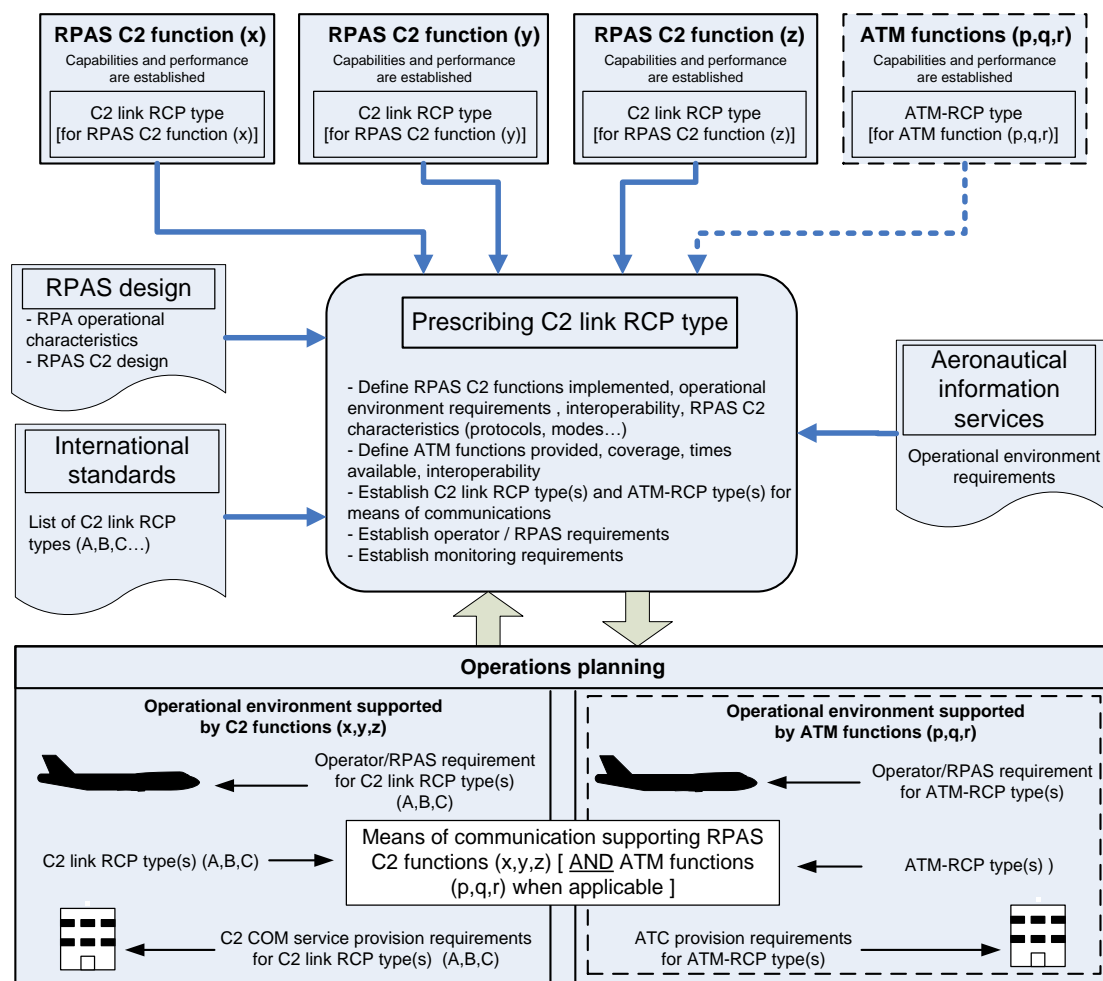 RPAS C2 function (x)
Capabilities and performance
are established
C2 link RCP type
[for RPAS C2 function (x)]
RPAS C2 function (y)
Capabilities and performance
are established
C2 link RCP type
[for RPAS C2 function (y)]
RPAS C2 function (z)
Capabilities and performance
are established
C2 link RCP type
[for RPAS C2 function (z)]
ATM functions (p,q,r)
Capabilities and performance
are established
ATM-RCP type
[for ATM function (p,q,r)]
RPAS design
- RPA operational
characteristics
- RPAS C2 design
International
standards
List of C2 link RCP
types (A,B,C…)
Prescribing C2 link RCP type
- Define RPAS C2 functions implemented, operational
environment requirements , interoperability, RPAS C2
characteristics (protocols, modes…)
- Define ATM functions provided, coverage, times
available, interoperability
- Establish C2 link RCP type(s) and ATM-RCP type(s) for
means of communications
- Establish operator / RPAS requirements
- Establish monitoring requirements
Aeronautical
information
services
Operational environment
requirements
Operations planning
Operational environment supported
by C2 functions (x,y,z)
Operator/RPAS requirement
for C2 link RCP type(s)
(A,B,C)
C2 link RCP type(s) (A,B,C)
C2 COM service provision requirements
for C2 link RCP type(s) (A,B,C)
Means of communication supporting RPAS
C2 functions (x,y,z) [ AND ATM functions
(p,q,r) when applicable ]
Operational environment supported
by ATM functions (p,q,r)
Operator/RPAS requirement
for ATM-RCP type(s)
ATM-RCP type(s) )
ATC provision requirements
for ATM-RCP type(s)